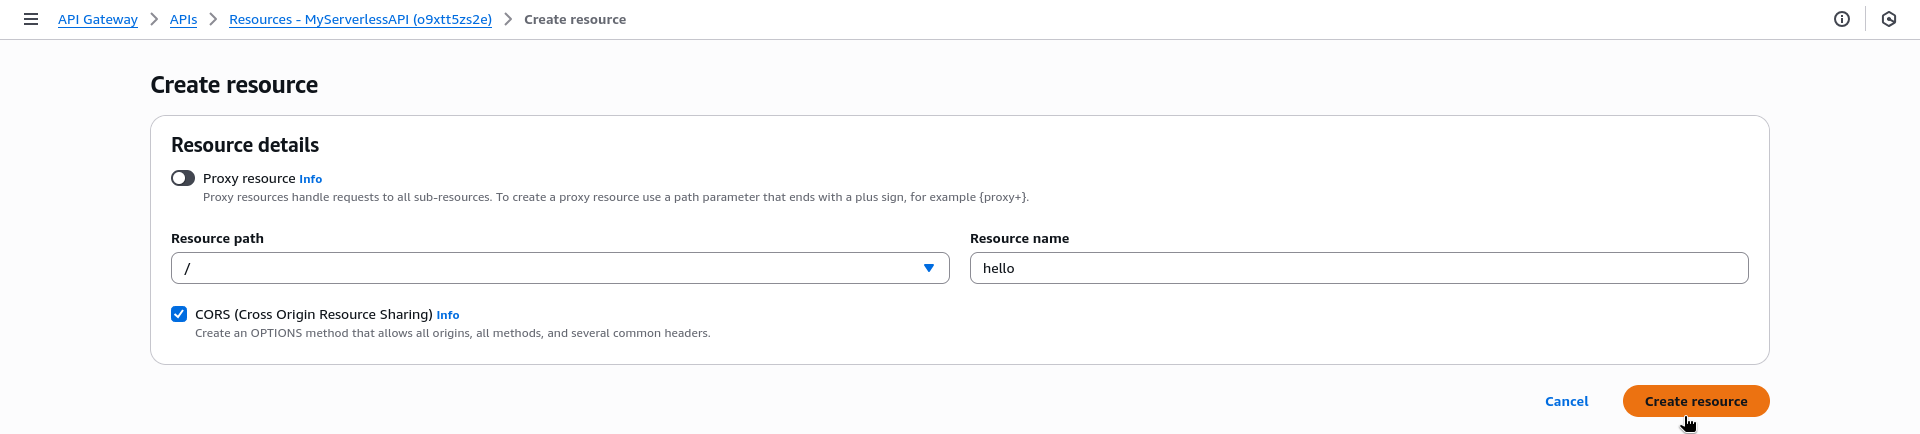 API Gateway > APIs > Resources - MyServerlessAPI (o9xtt5zs2e) > Create resource
Create resource
Resource details
Proxy resource Info
Proxy resources handle requests to all sub-resources. To create a proxy resource use a path parameter that ends with a plus sign, for example {proxy+}.
Resource path
/
Resource name
hello
CORS (Cross Origin Resource Sharing) Info
Create an OPTIONS method that allows all origins, all methods, and several common headers.
Cancel
Create resource